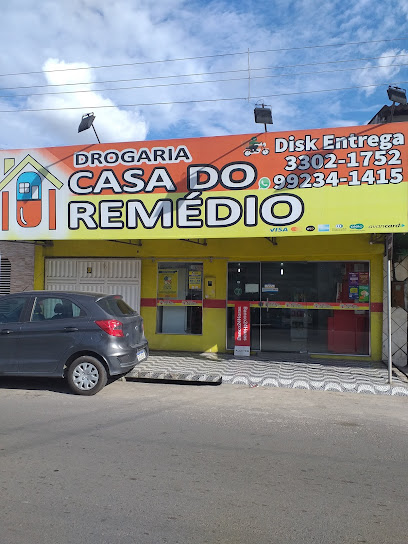 DROGARIA
CASA DO
REMÉDIO
Disk Entrega
3302-1752
99234-1415
VISA